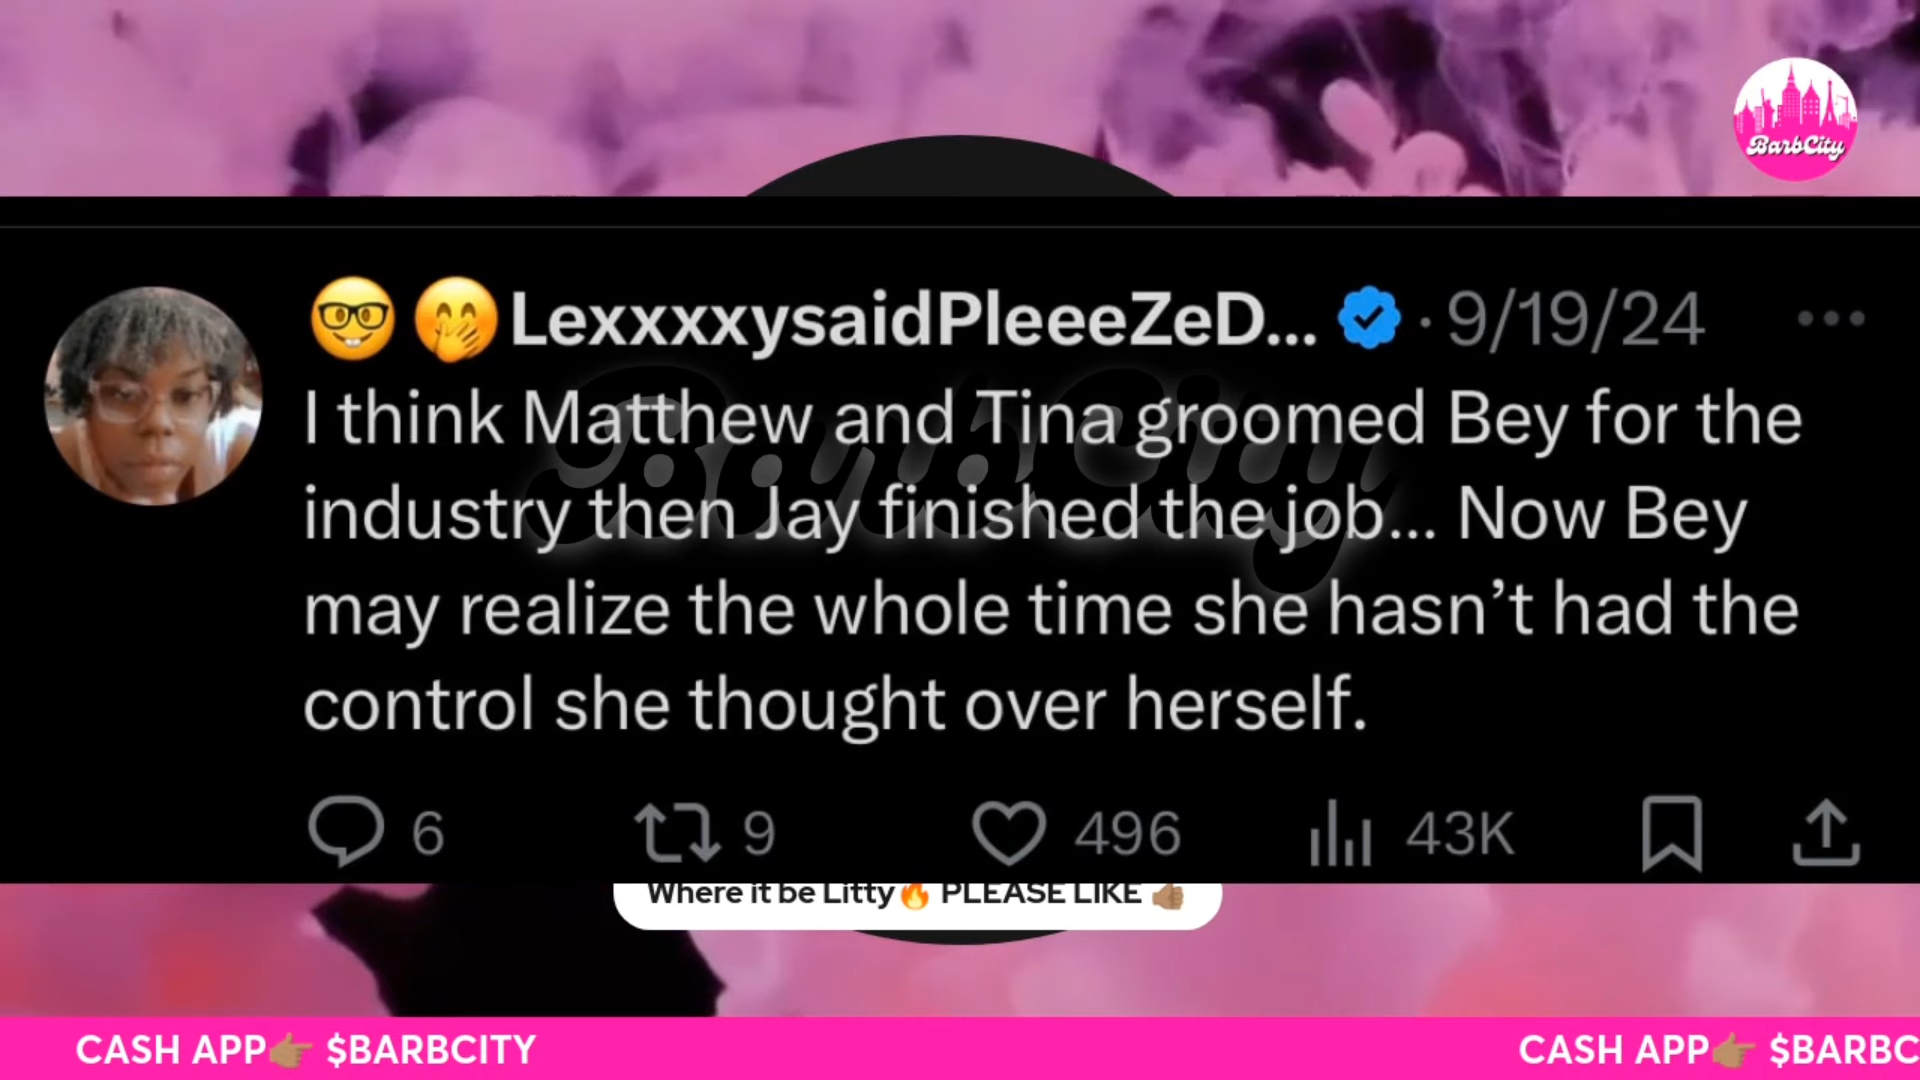 BarbCity
🤓 🤭 LexxxxysaidPleeeZeD... · 9/19/24
I think Matthew and Tina groomed Bey for the
industry then Jay finished the job... Now Bey
may realize the whole time she hasn’t had the
control she thought over herself.
BarbCity
6 9 496 43K
Where it be Litty🔥 PLEASE LIKE 👍🏽
CASH APP👉🏽 $BARBCITY CASH APP👉🏽 $BARBC